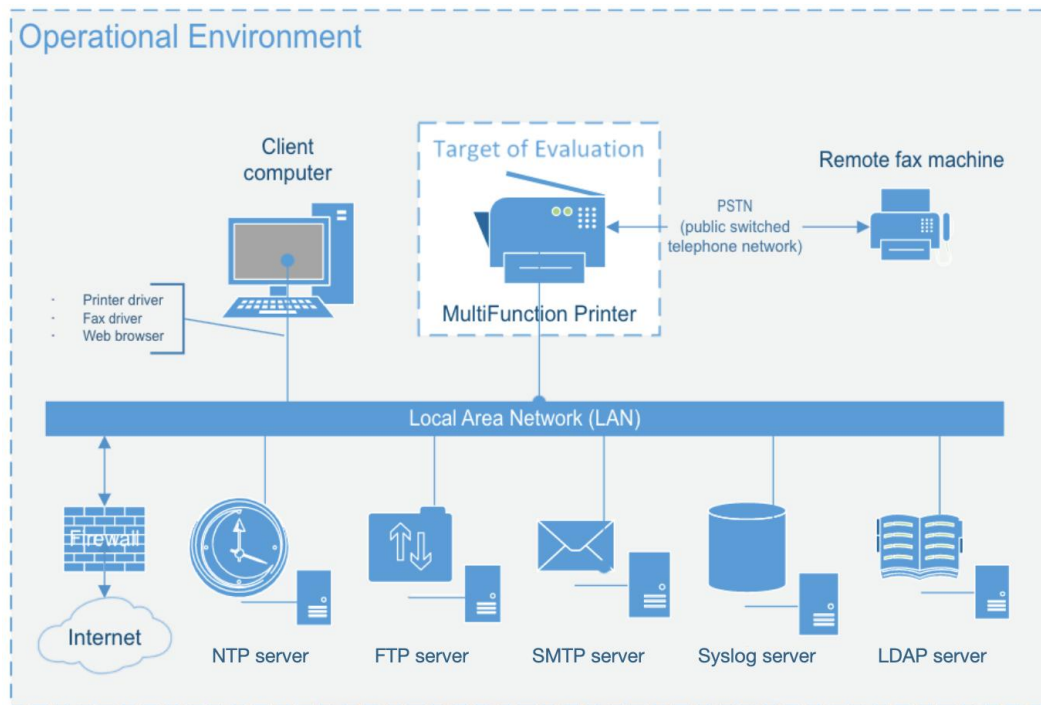 Operational Environment
Client
computer
Target of Evaluation
Remote fax machine
PSTN
(public switched
telephone network)
· Printer driver
· Fax driver
· Web browser
MultiFunction Printer
Local Area Network (LAN)
Firewall
Internet
NTP server
FTP server
SMTP server
Syslog server
LDAP server